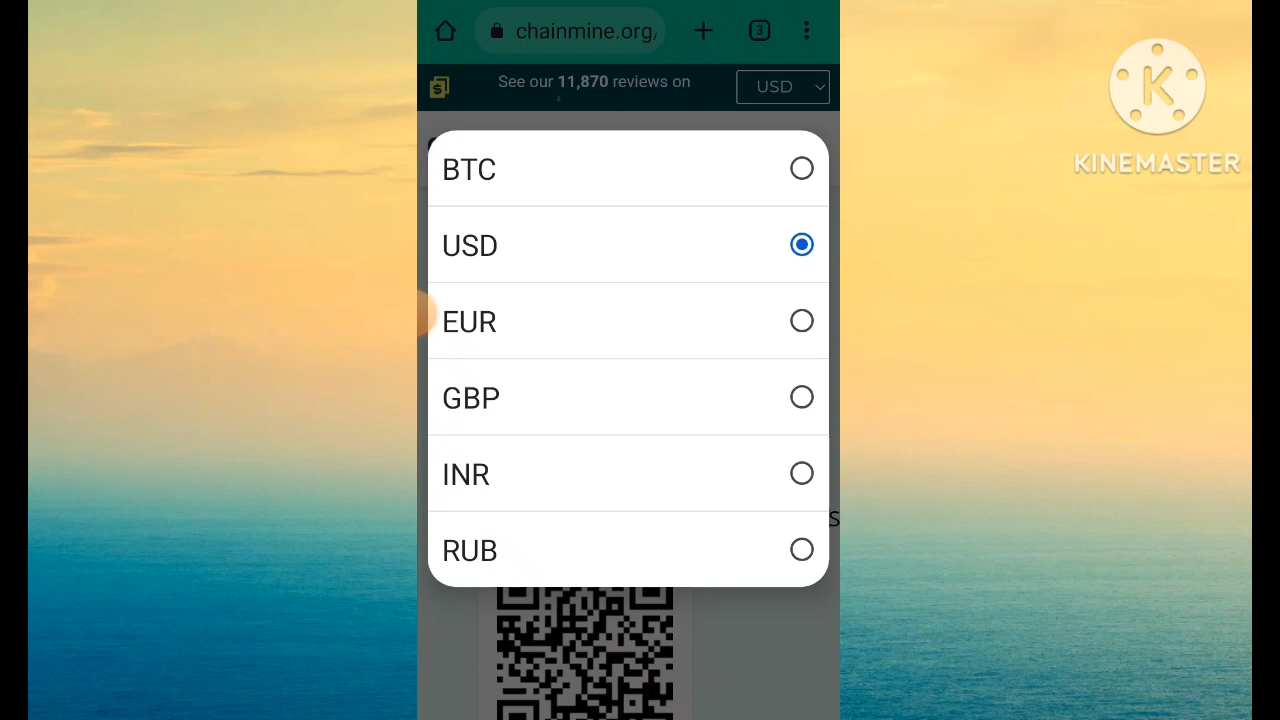 chainmine.org/
3
See our 11,870 reviews on
USD
K
KINEMASTER
BTC
USD
EUR
GBP
INR
RUB
s